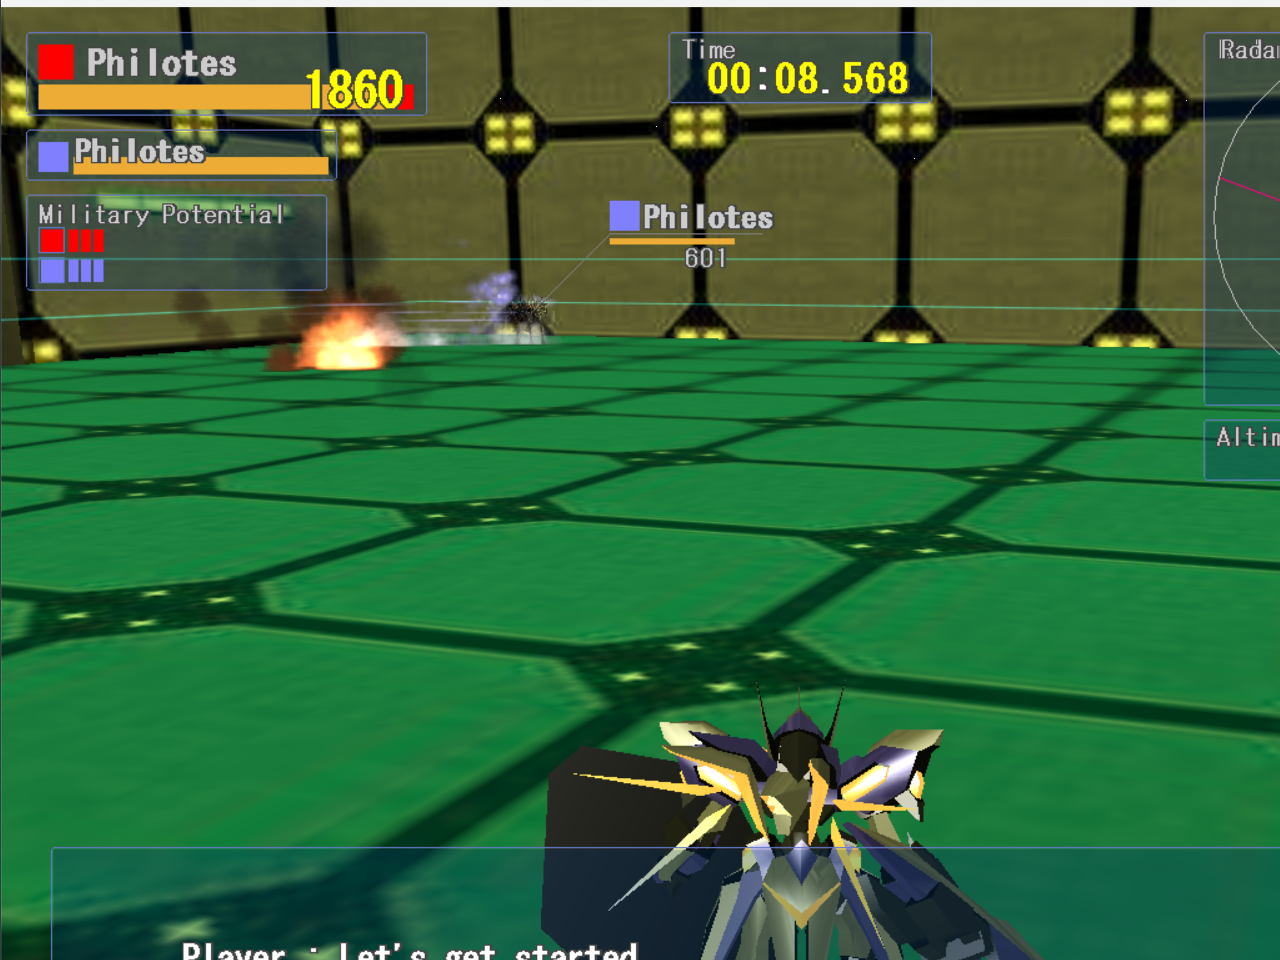 Philotes
1860
Time
00:08.568
Philotes
Military Potential
Philotes
601
Radar
Altim
Player : Let's get started